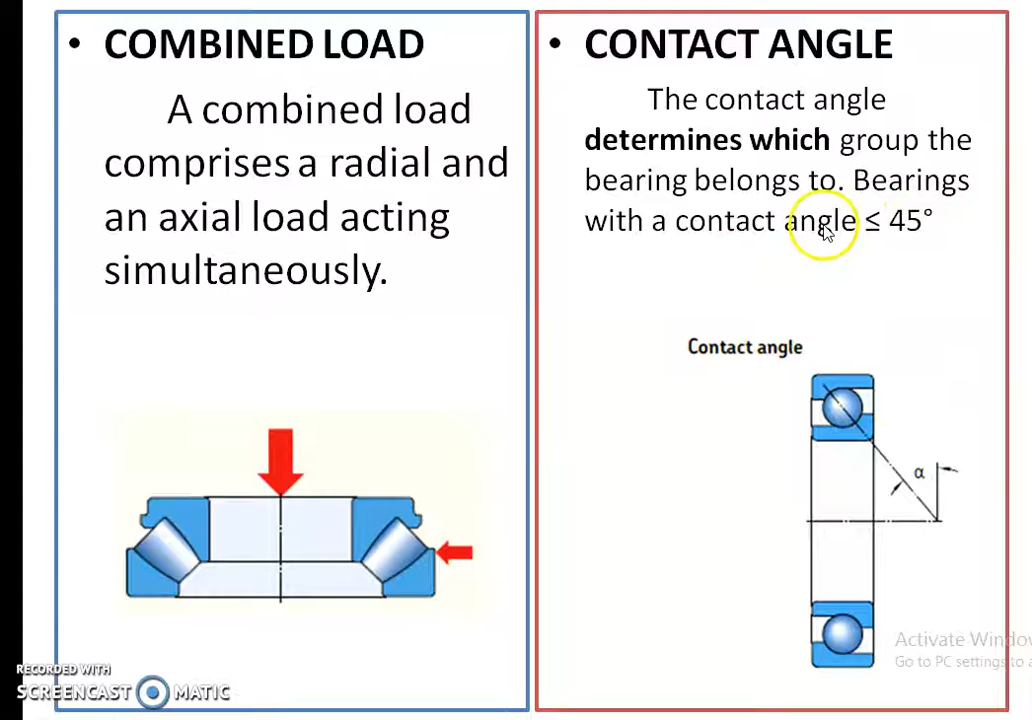 • COMBINED LOAD
A combined load
comprises a radial and
an axial load acting
simultaneously.
• CONTACT ANGLE
The contact angle
determines which group the
bearing belongs to. Bearings
with a contact angle ≤ 45°
Contact angle
α
Activate Windo
Go to PC settings to a
RECORDED WITH
SCREENCAST MATIC